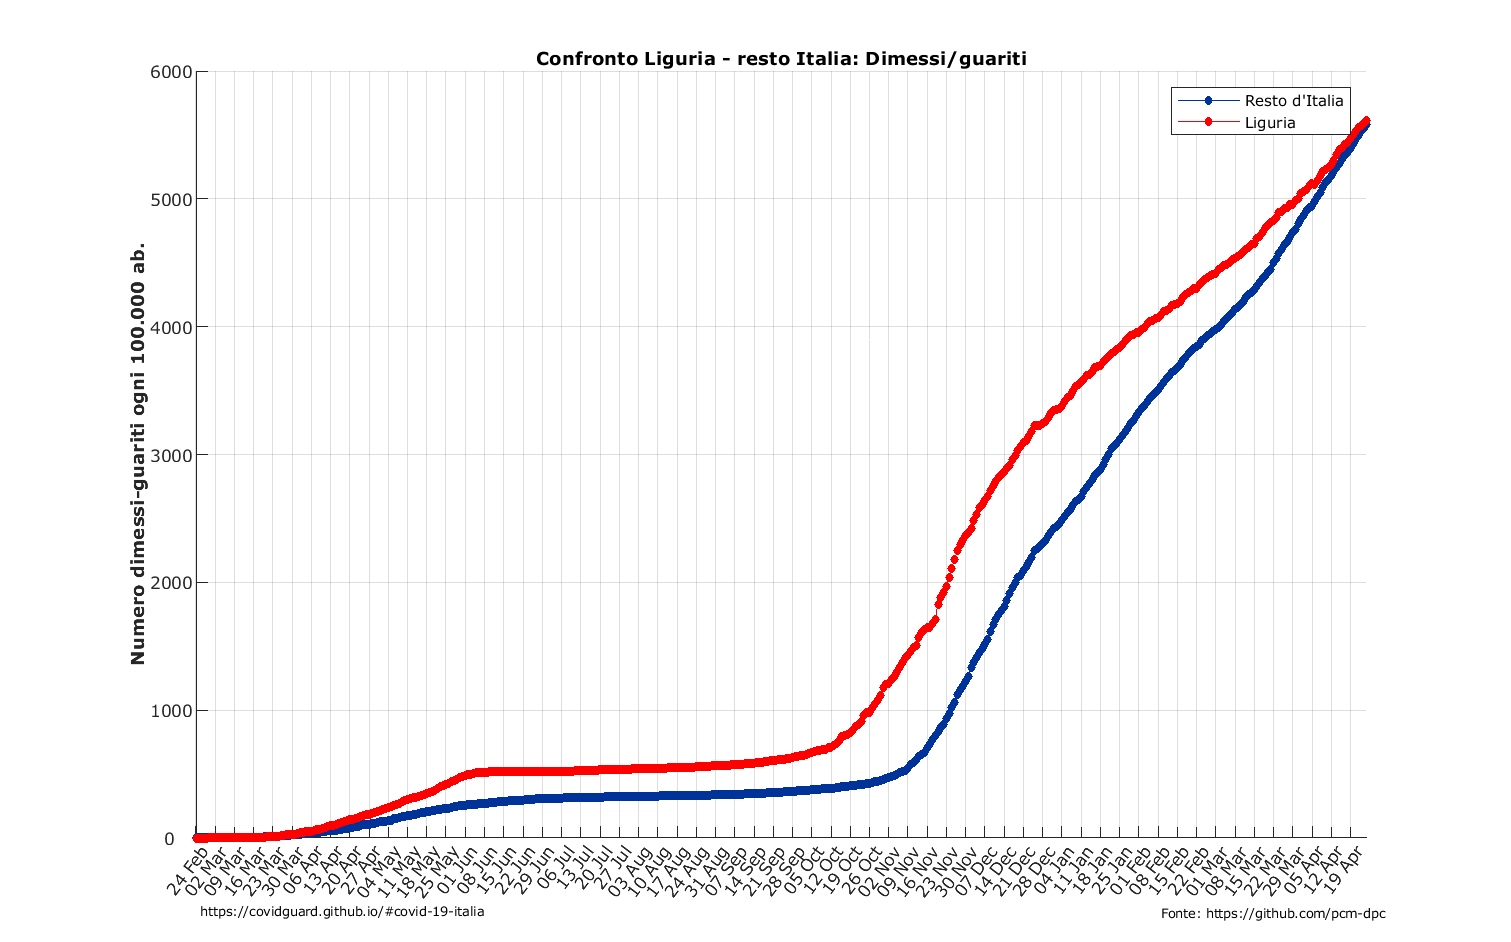 Confronto Liguria - resto Italia: Dimessi/guariti
Numero dimessi-guariti ogni 100.000 ab.
6000
5000
4000
3000
2000
1000
0
Resto d'Italia
Liguria
24 Feb
02 Mar
09 Mar
16 Mar
23 Mar
30 Mar
06 Apr
13 Apr
20 Apr
27 Apr
04 May
11 May
18 May
25 May
01 Jun
08 Jun
15 Jun
22 Jun
29 Jun
06 Jul
13 Jul
20 Jul
27 Jul
03 Aug
10 Aug
17 Aug
24 Aug
31 Aug
07 Sep
14 Sep
21 Sep
28 Sep
05 Oct
12 Oct
19 Oct
26 Oct
02 Nov
09 Nov
16 Nov
23 Nov
30 Nov
07 Dec
14 Dec
21 Dec
28 Dec
04 Jan
11 Jan
18 Jan
25 Jan
01 Feb
08 Feb
15 Feb
22 Feb
01 Mar
08 Mar
15 Mar
22 Mar
29 Mar
05 Apr
12 Apr
19 Apr
https://covidguard.github.io/#covid-19-italia
Fonte: https://github.com/pcm-dpc